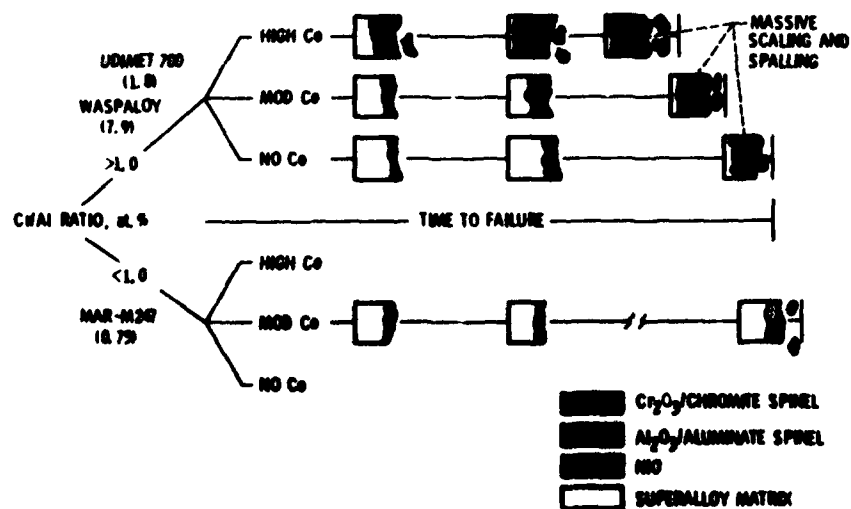 HIGH Co
MASSIVE
SCALING AND
SPALLING
UDIMET 700
(1.8)
WASPALOY
(7.9)
MOD Co
NO Co
>1.0
Cr/Al RATIO, at.%
TIME TO FAILURE
<1.0
MAR-M247
(0.75)
HIGH Co
MOD Co
NO Co
Cr₂O₃/CHROMITE SPINEL
Al₂O₃/ALUMINATE SPINEL
NiO
SUPERALLOY MATRIX